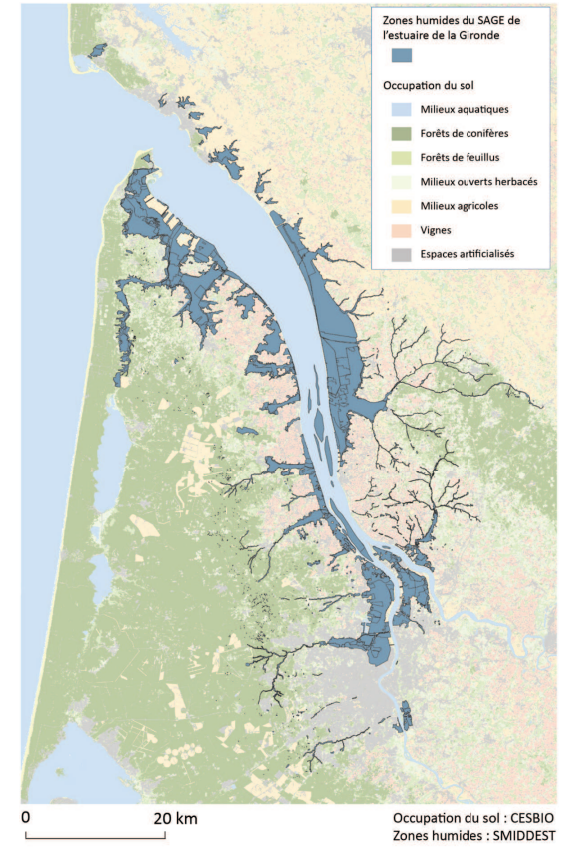 Zones humides du SAGE de
l'estuaire de la Gironde
Occupation du sol
Milieux aquatiques
Forêts de conifères
Forêts de feuillus
Milieux ouverts herbacés
Milieux agricoles
Vignes
Espaces artificialisés
0 20 km
Occupation du sol : CESBIO
Zones humides : SMIDDEST